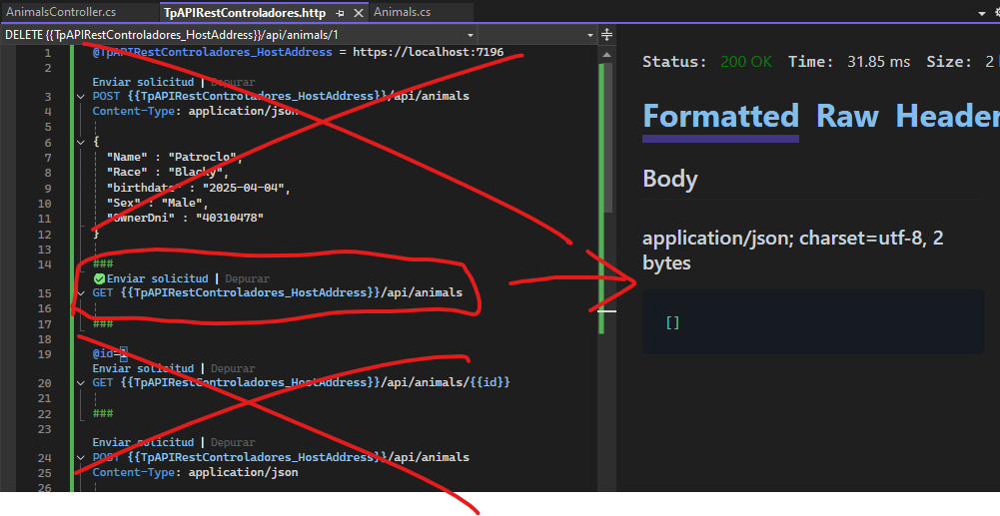 AnimalsController.cs
TpAPIRestControladores.http
Animals.cs
DELETE {{TpAPIRestControladores_HostAddress}}/api/animals/1
1 @TpAPIRestControladores_HostAddress = https://localhost:7196
2
Enviar solicitud | Depurar
3 POST {{TpAPIRestControladores_HostAddress}}/api/animals
4 Content-Type: application/json
5
6 {
7 "Name" : "Patroclo",
8 "Race" : "Blacky",
9 "birthdate" : "2025-04-04",
10 "Sex" : "Male",
11 "OwnerDni" : "40310478"
12 }
13
14 ###
Enviar solicitud | Depurar
15 GET {{TpAPIRestControladores_HostAddress}}/api/animals
16
17 ###
18
19 @id=1
Enviar solicitud | Depurar
20 GET {{TpAPIRestControladores_HostAddress}}/api/animals/{{id}}
21
22 ###
23
Enviar solicitud | Depurar
24 POST {{TpAPIRestControladores_HostAddress}}/api/animals
25 Content-Type: application/json
26
Status: 200 OK Time: 31.85 ms Size: 2
Formatted Raw Header
Body
application/json; charset=utf-8, 2
bytes
[]